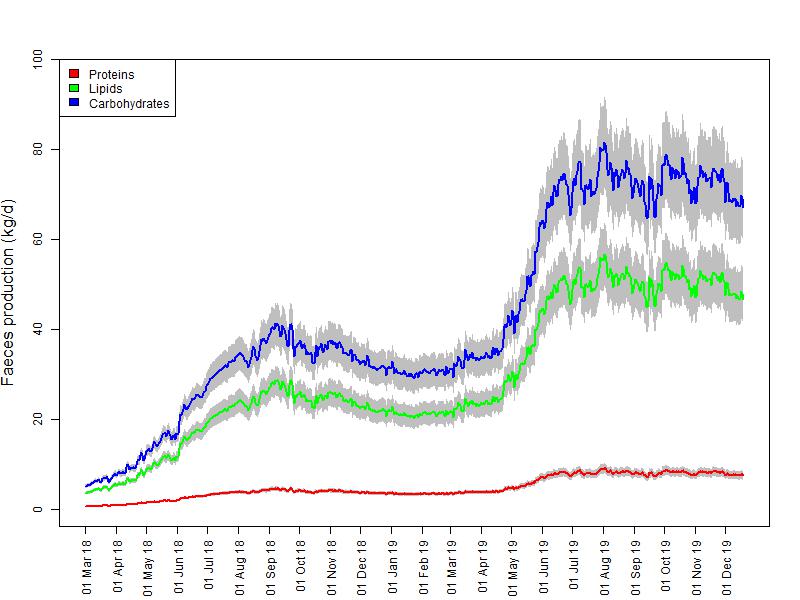 Proteins
Lipids
Carbohydrates
Faeces production (kg/d)
100
80
60
40
20
0
01 Mar 18
01 Apr 18
01 May 18
01 Jun 18
01 Jul 18
01 Aug 18
01 Sep 18
01 Oct 18
01 Nov 18
01 Dec 18
01 Jan 19
01 Feb 19
01 Mar 19
01 Apr 19
01 May 19
01 Jun 19
01 Jul 19
01 Aug 19
01 Sep 19
01 Oct 19
01 Nov 19
01 Dec 19